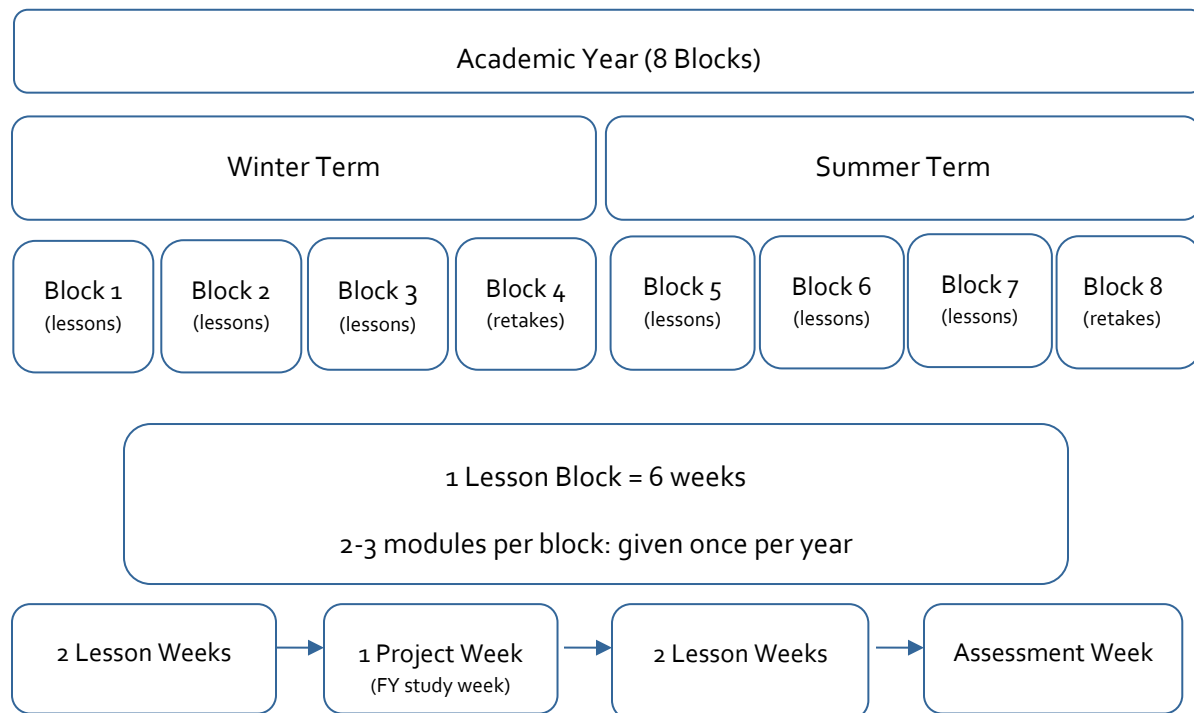 Academic Year (8 Blocks)
Winter Term
Summer Term
Block 1
(lessons)
Block 2
(lessons)
Block 3
(lessons)
Block 4
(retakes)
Block 5
(lessons)
Block 6
(lessons)
Block 7
(lessons)
Block 8
(retakes)
1 Lesson Block = 6 weeks
2-3 modules per block: given once per year
2 Lesson Weeks
1 Project Week
(FY study week)
2 Lesson Weeks
Assessment Week